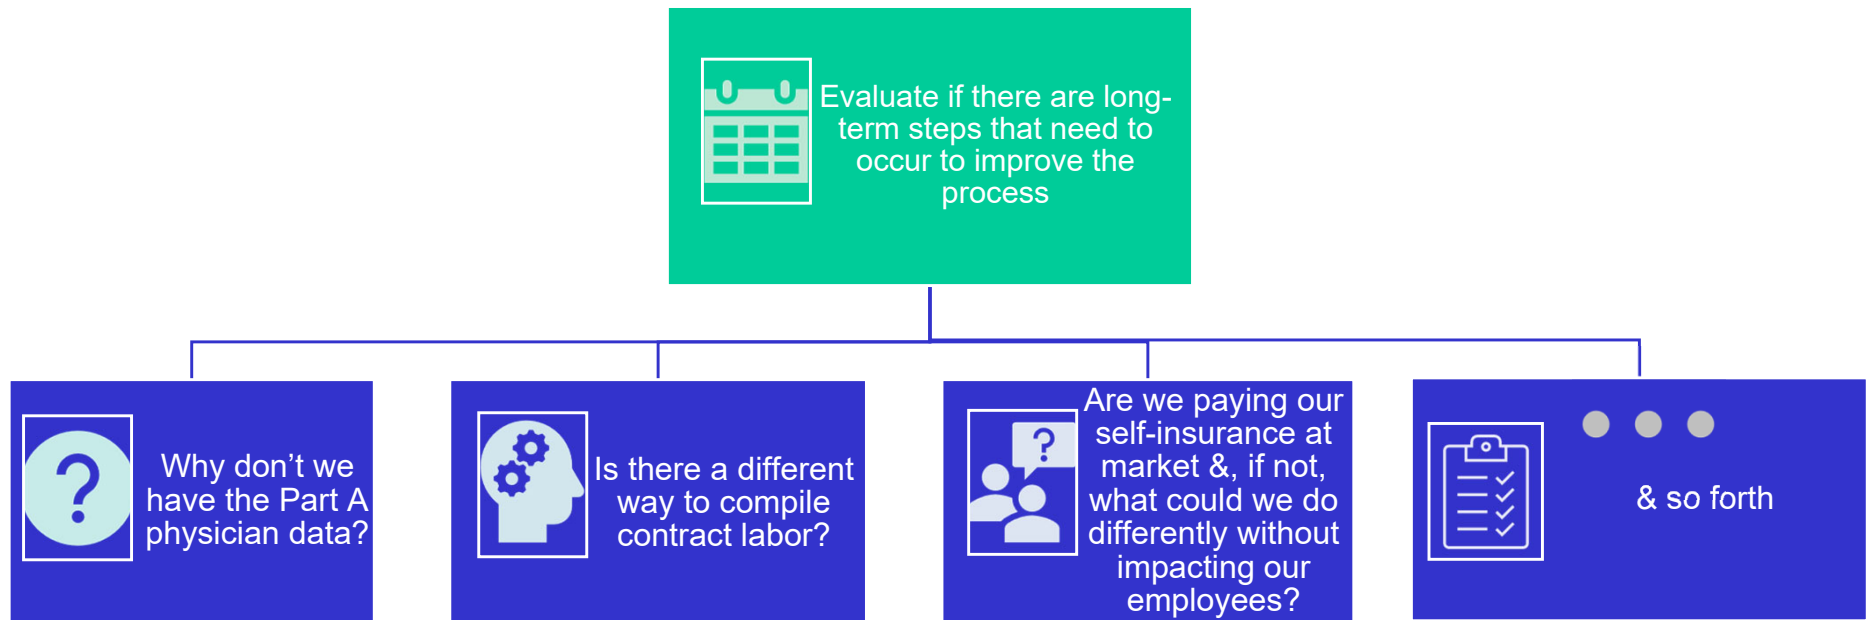 Evaluate if there are long-
term steps that need to
occur to improve the
process
Why don’t we
have the Part A
physician data?
Is there a different
way to compile
contract labor?
Are we paying our
self-insurance at
market &, if not,
what could we do
differently without
impacting our
employees?
& so forth